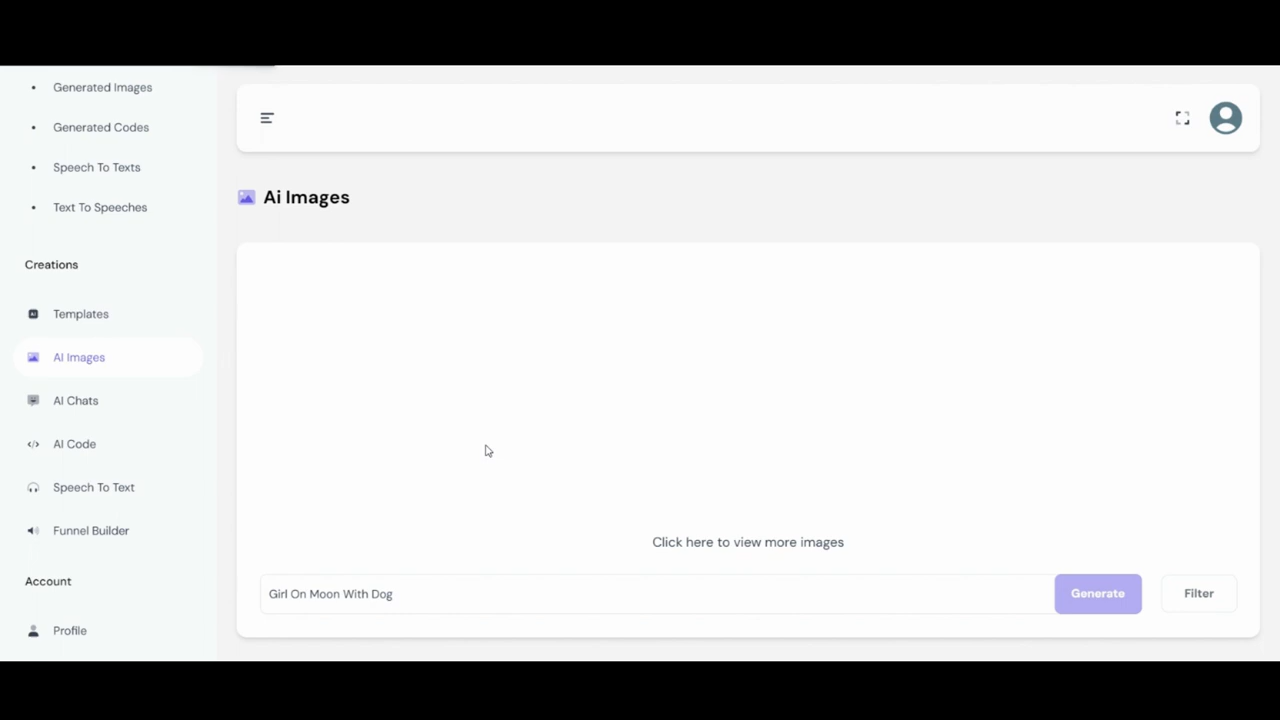 Generated Images
Generated Codes
Speech To Texts
Text To Speeches
Creations
Templates
AI Images
AI Chats
AI Code
Speech To Text
Funnel Builder
Account
Profile
Ai Images
Click here to view more images
Girl On Moon With Dog
Generate
Filter